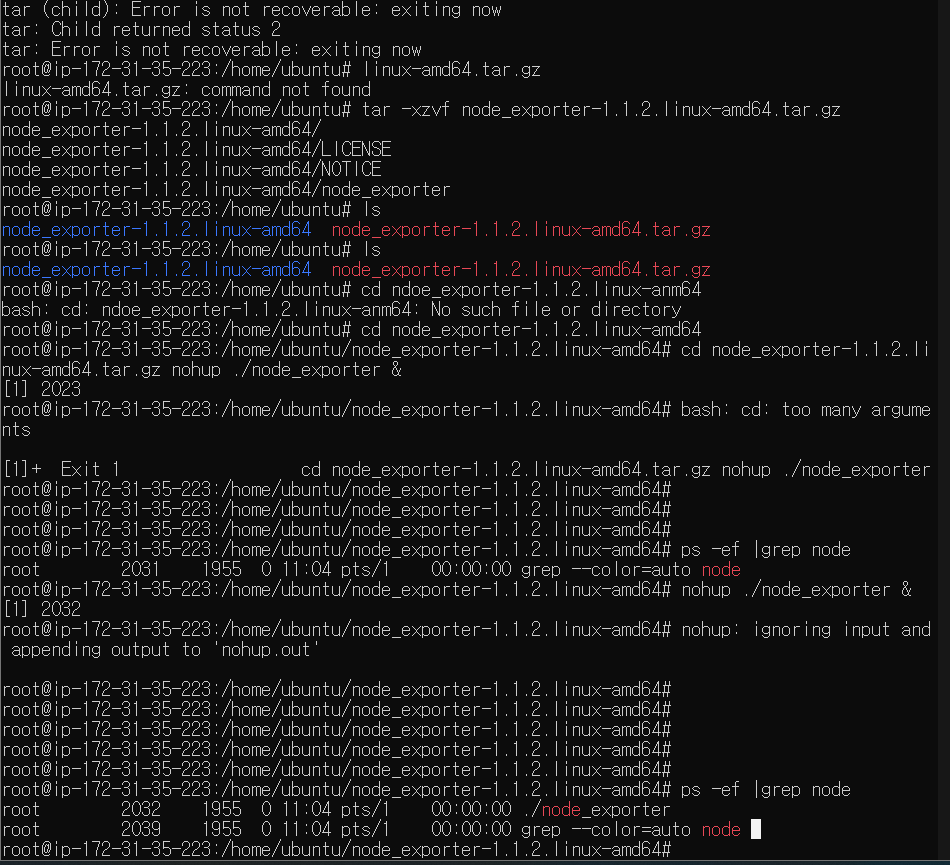 tar (child): Error is not recoverable: exiting now
tar: Child returned status 2
tar: Error is not recoverable: exiting now
root@ip-172-31-35-223:/home/ubuntu# linux-amd64.tar.gz
linux-amd64.tar.gz: command not found
root@ip-172-31-35-223:/home/ubuntu# tar -xzvf node_exporter-1.1.2.linux-amd64.tar.gz
node_exporter-1.1.2.linux-amd64/
node_exporter-1.1.2.linux-amd64/LICENSE
node_exporter-1.1.2.linux-amd64/NOTICE
node_exporter-1.1.2.linux-amd64/node_exporter
root@ip-172-31-35-223:/home/ubuntu# ls
node_exporter-1.1.2.linux-amd64  node_exporter-1.1.2.linux-amd64.tar.gz
root@ip-172-31-35-223:/home/ubuntu# ls
node_exporter-1.1.2.linux-amd64  node_exporter-1.1.2.linux-amd64.tar.gz
root@ip-172-31-35-223:/home/ubuntu# cd ndoe_exporter-1.1.2.linux-anm64
bash: cd: ndoe_exporter-1.1.2.linux-anm64: No such file or directory
root@ip-172-31-35-223:/home/ubuntu# cd node_exporter-1.1.2.linux-amd64
root@ip-172-31-35-223:/home/ubuntu/node_exporter-1.1.2.linux-amd64# cd node_exporter-1.1.2.li
nux-amd64.tar.gz nohup ./node_exporter &
[1] 2023
root@ip-172-31-35-223:/home/ubuntu/node_exporter-1.1.2.linux-amd64# bash: cd: too many argume
nts

[1]+  Exit 1                  cd node_exporter-1.1.2.linux-amd64.tar.gz nohup ./node_exporter
root@ip-172-31-35-223:/home/ubuntu/node_exporter-1.1.2.linux-amd64#
root@ip-172-31-35-223:/home/ubuntu/node_exporter-1.1.2.linux-amd64#
root@ip-172-31-35-223:/home/ubuntu/node_exporter-1.1.2.linux-amd64#
root@ip-172-31-35-223:/home/ubuntu/node_exporter-1.1.2.linux-amd64# ps -ef |grep node
root        2031    1955  0 11:04 pts/1    00:00:00 grep --color=auto node
root@ip-172-31-35-223:/home/ubuntu/node_exporter-1.1.2.linux-amd64# nohup ./node_exporter &
[1] 2032
root@ip-172-31-35-223:/home/ubuntu/node_exporter-1.1.2.linux-amd64# nohup: ignoring input and
 appending output to 'nohup.out'

root@ip-172-31-35-223:/home/ubuntu/node_exporter-1.1.2.linux-amd64#
root@ip-172-31-35-223:/home/ubuntu/node_exporter-1.1.2.linux-amd64#
root@ip-172-31-35-223:/home/ubuntu/node_exporter-1.1.2.linux-amd64#
root@ip-172-31-35-223:/home/ubuntu/node_exporter-1.1.2.linux-amd64#
root@ip-172-31-35-223:/home/ubuntu/node_exporter-1.1.2.linux-amd64#
root@ip-172-31-35-223:/home/ubuntu/node_exporter-1.1.2.linux-amd64# ps -ef |grep node
root        2032    1955  0 11:04 pts/1    00:00:00 ./node_exporter
root        2039    1955  0 11:04 pts/1    00:00:00 grep --color=auto node
root@ip-172-31-35-223:/home/ubuntu/node_exporter-1.1.2.linux-amd64#